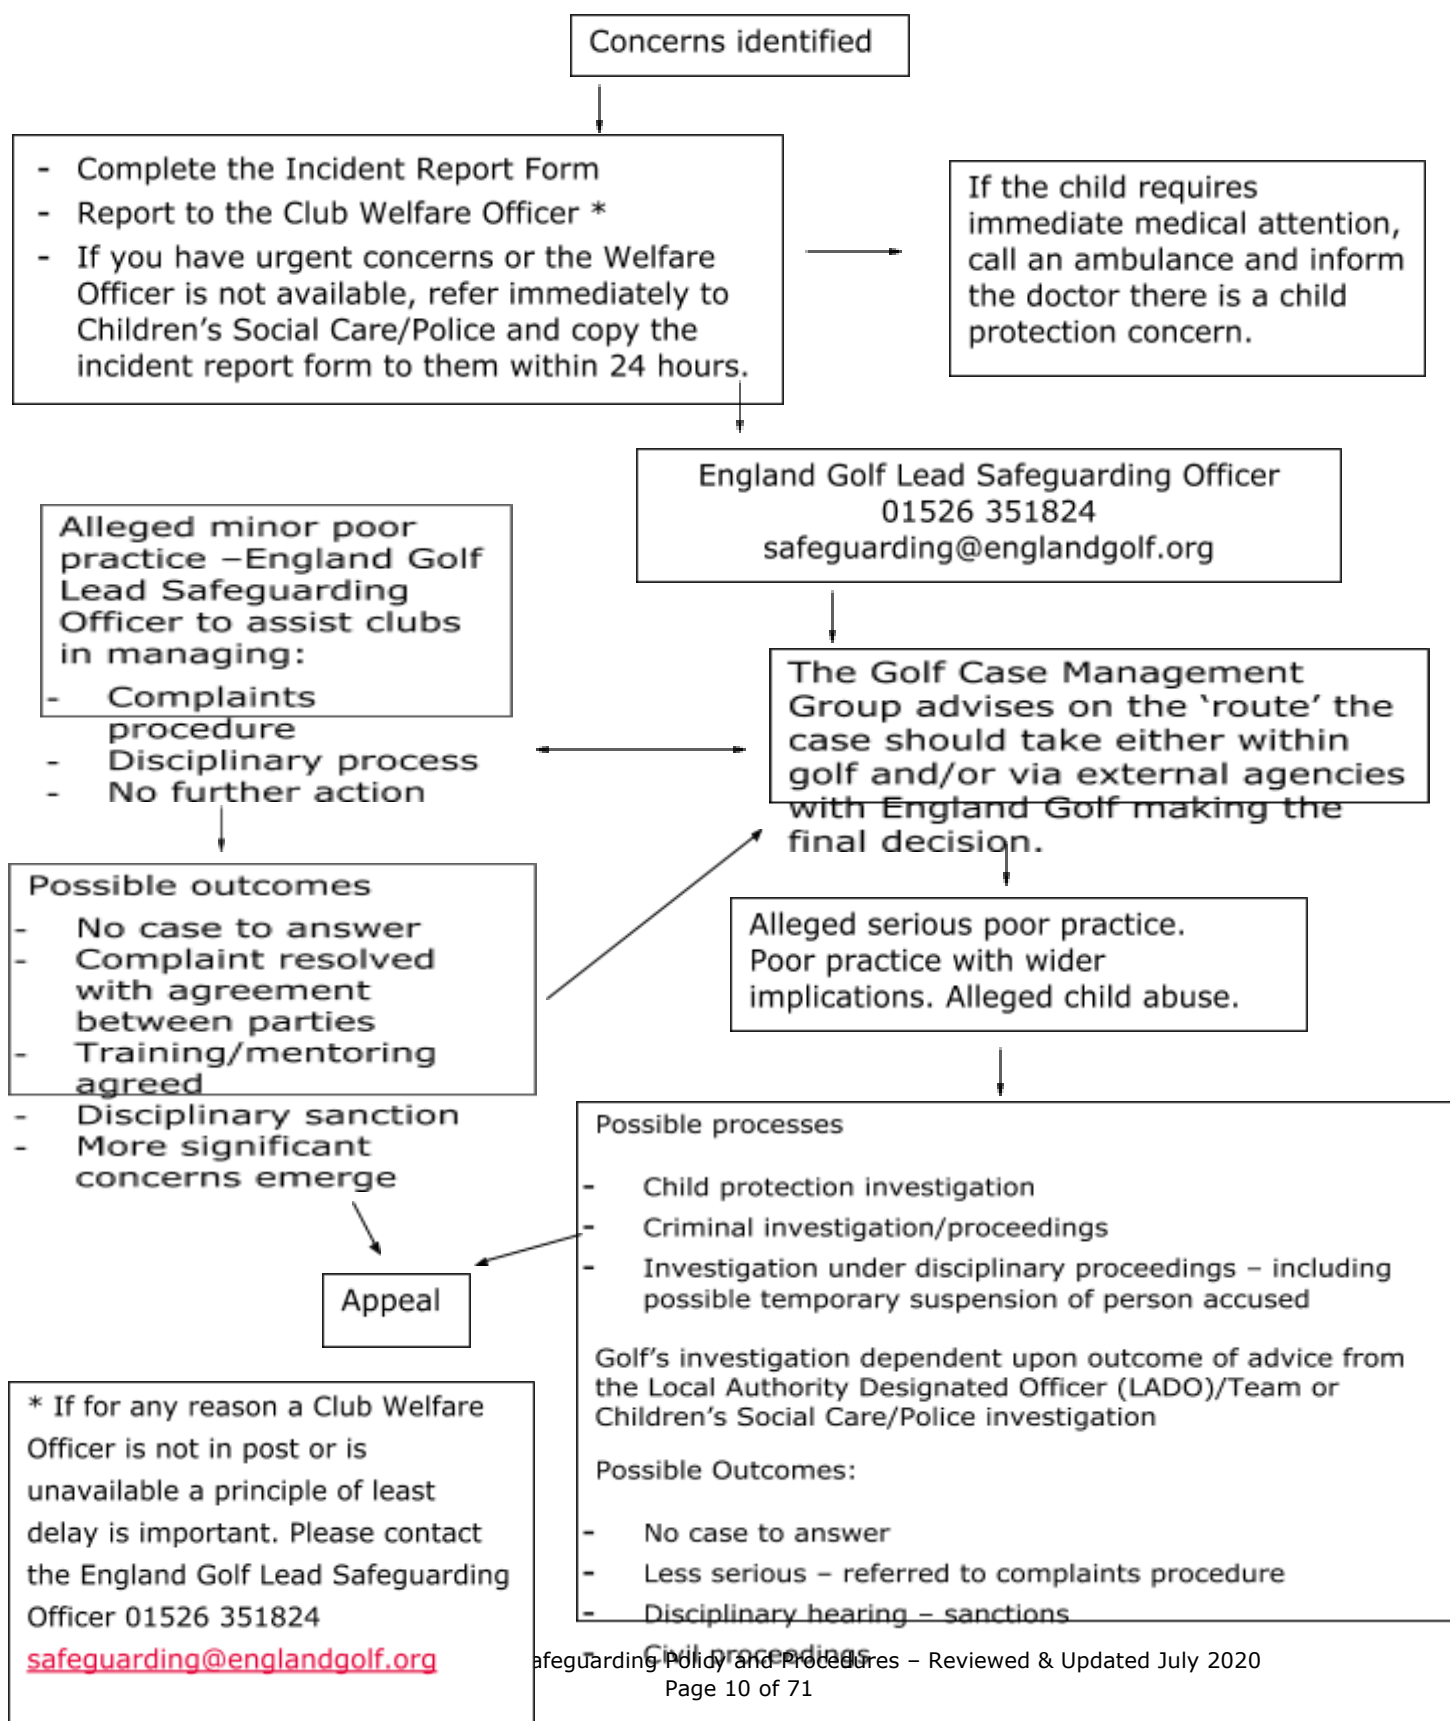 Concerns identified
- Complete the Incident Report Form
- Report to the Club Welfare Officer *
- If you have urgent concerns or the Welfare
Officer is not available, refer immediately to
Children’s Social Care/Police and copy the
incident report form to them within 24 hours.
If the child requires
immediate medical attention,
call an ambulance and inform
the doctor there is a child
protection concern.
England Golf Lead Safeguarding Officer
01526 351824
safeguarding@englandgolf.org
Alleged minor poor
practice –England Golf
Lead Safeguarding
Officer to assist clubs
in managing:
- Complaints
procedure
- Disciplinary process
- No further action
The Golf Case Management
Group advises on the ‘route’ the
case should take either within
golf and/or via external agencies
with England Golf making the
final decision.
Possible outcomes
- No case to answer
- Complaint resolved
with agreement
between parties
- Training/mentoring
agreed
- Disciplinary sanction
- More significant
concerns emerge
Alleged serious poor practice.
Poor practice with wider
implications. Alleged child abuse.
Possible processes
- Child protection investigation
- Criminal investigation/proceedings
- Investigation under disciplinary proceedings – including
possible temporary suspension of person accused
Golf’s investigation dependent upon outcome of advice from
the Local Authority Designated Officer (LADO)/Team or
Children’s Social Care/Police investigation
Possible Outcomes:
- No case to answer
- Less serious – referred to complaints procedure
- Disciplinary hearing – sanctions
- Civil proceedings
Appeal
* If for any reason a Club Welfare
Officer is not in post or is
unavailable a principle of least
delay is important. Please contact
the England Golf Lead Safeguarding
Officer 01526 351824
safeguarding@englandgolf.org
afeguarding Policy and Procedures – Reviewed & Updated July 2020
Page 10 of 71